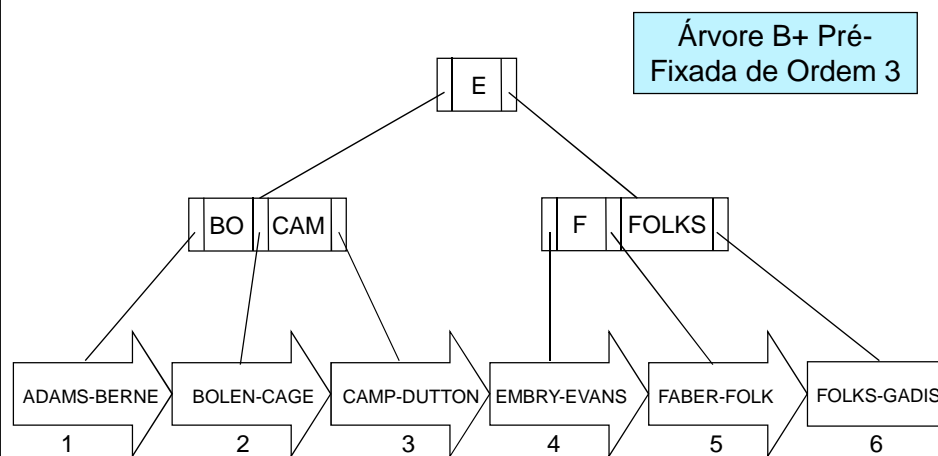 Árvore B+ Pré-
Fixada de Ordem 3
E
BO CAM
F FOLKS
ADAMS-BERNE BOLEN-CAGE CAMP-DUTTON EMBRY-EVANS FABER-FOLK FOLKS-GADIS
1 2 3 4 5 6